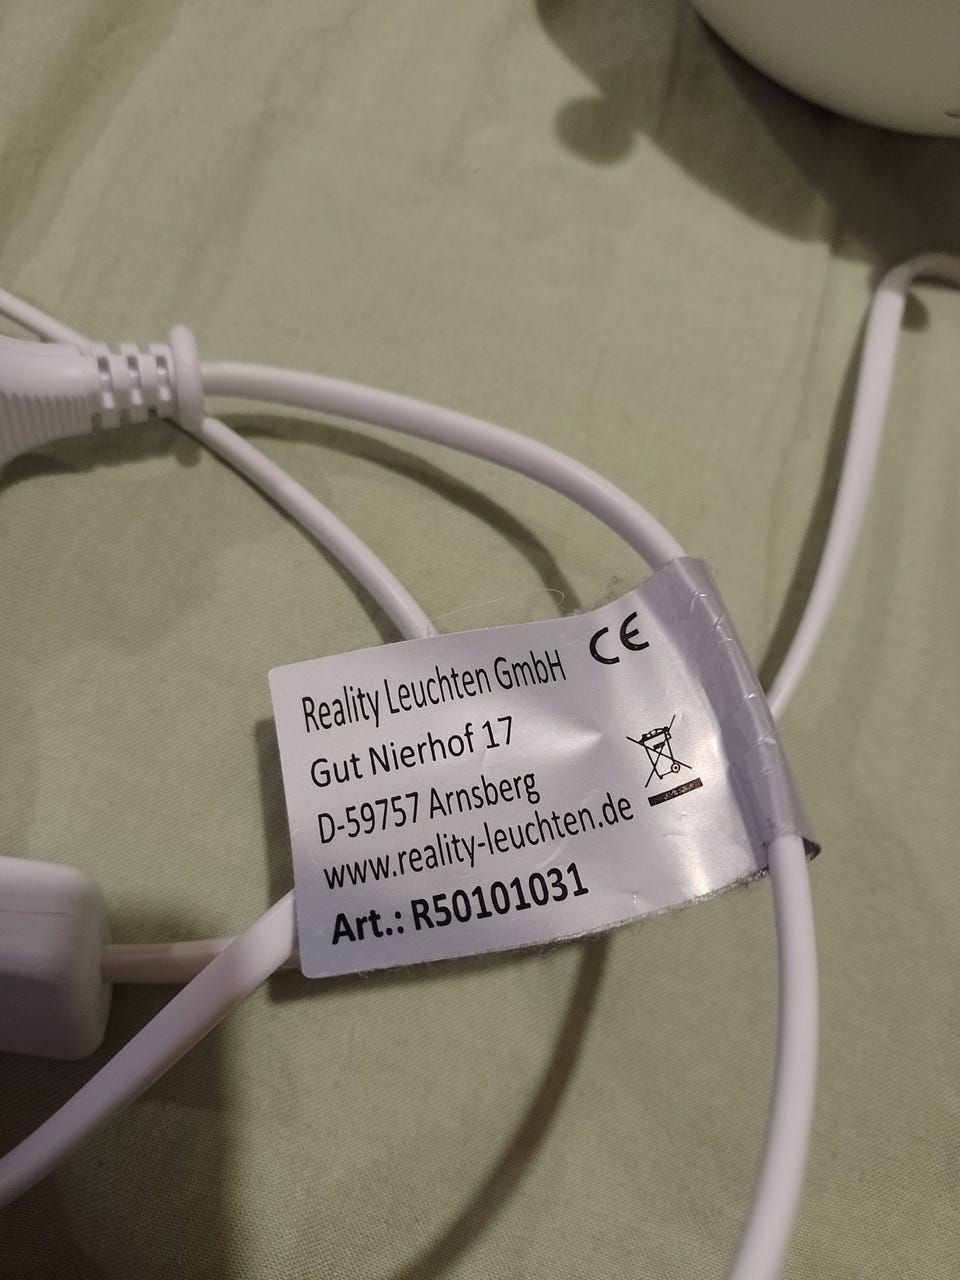 Reality Leuchten GmbH CE
Gut Nierhof 17
D-59757 Arnsberg
www.reality-leuchten.de
Art.: R50101031